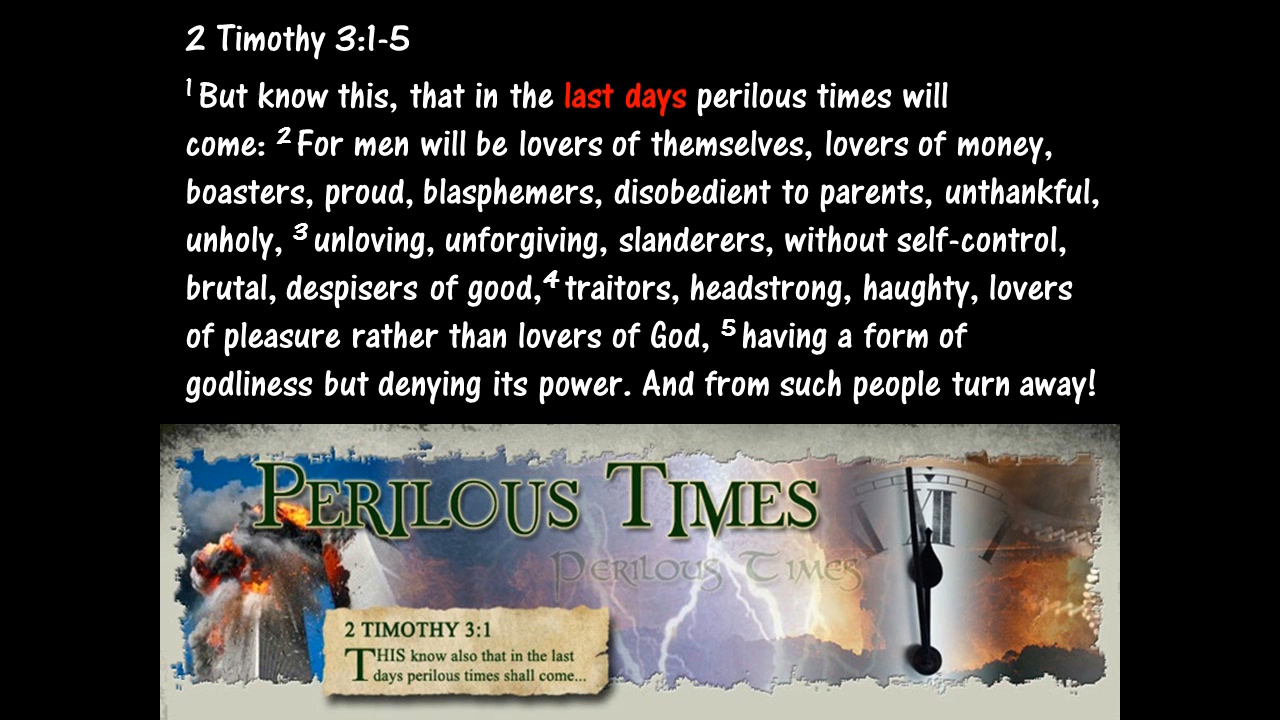 2 Timothy 3:1-5
1 But know this, that in the last days perilous times will
come: 2 For men will be lovers of themselves, lovers of money,
boasters, proud, blasphemers, disobedient to parents, unthankful,
unholy, 3 unloving, unforgiving, slanderers, without self-control,
brutal, despisers of good,4 traitors, headstrong, haughty, lovers
of pleasure rather than lovers of God, 5 having a form of
godliness but denying its power. And from such people turn away!
PERILOUS TIMES
PERILOUS TIMES
VII
2 TIMOTHY 3:1
THIS know also that in the last
days perilous times shall come...